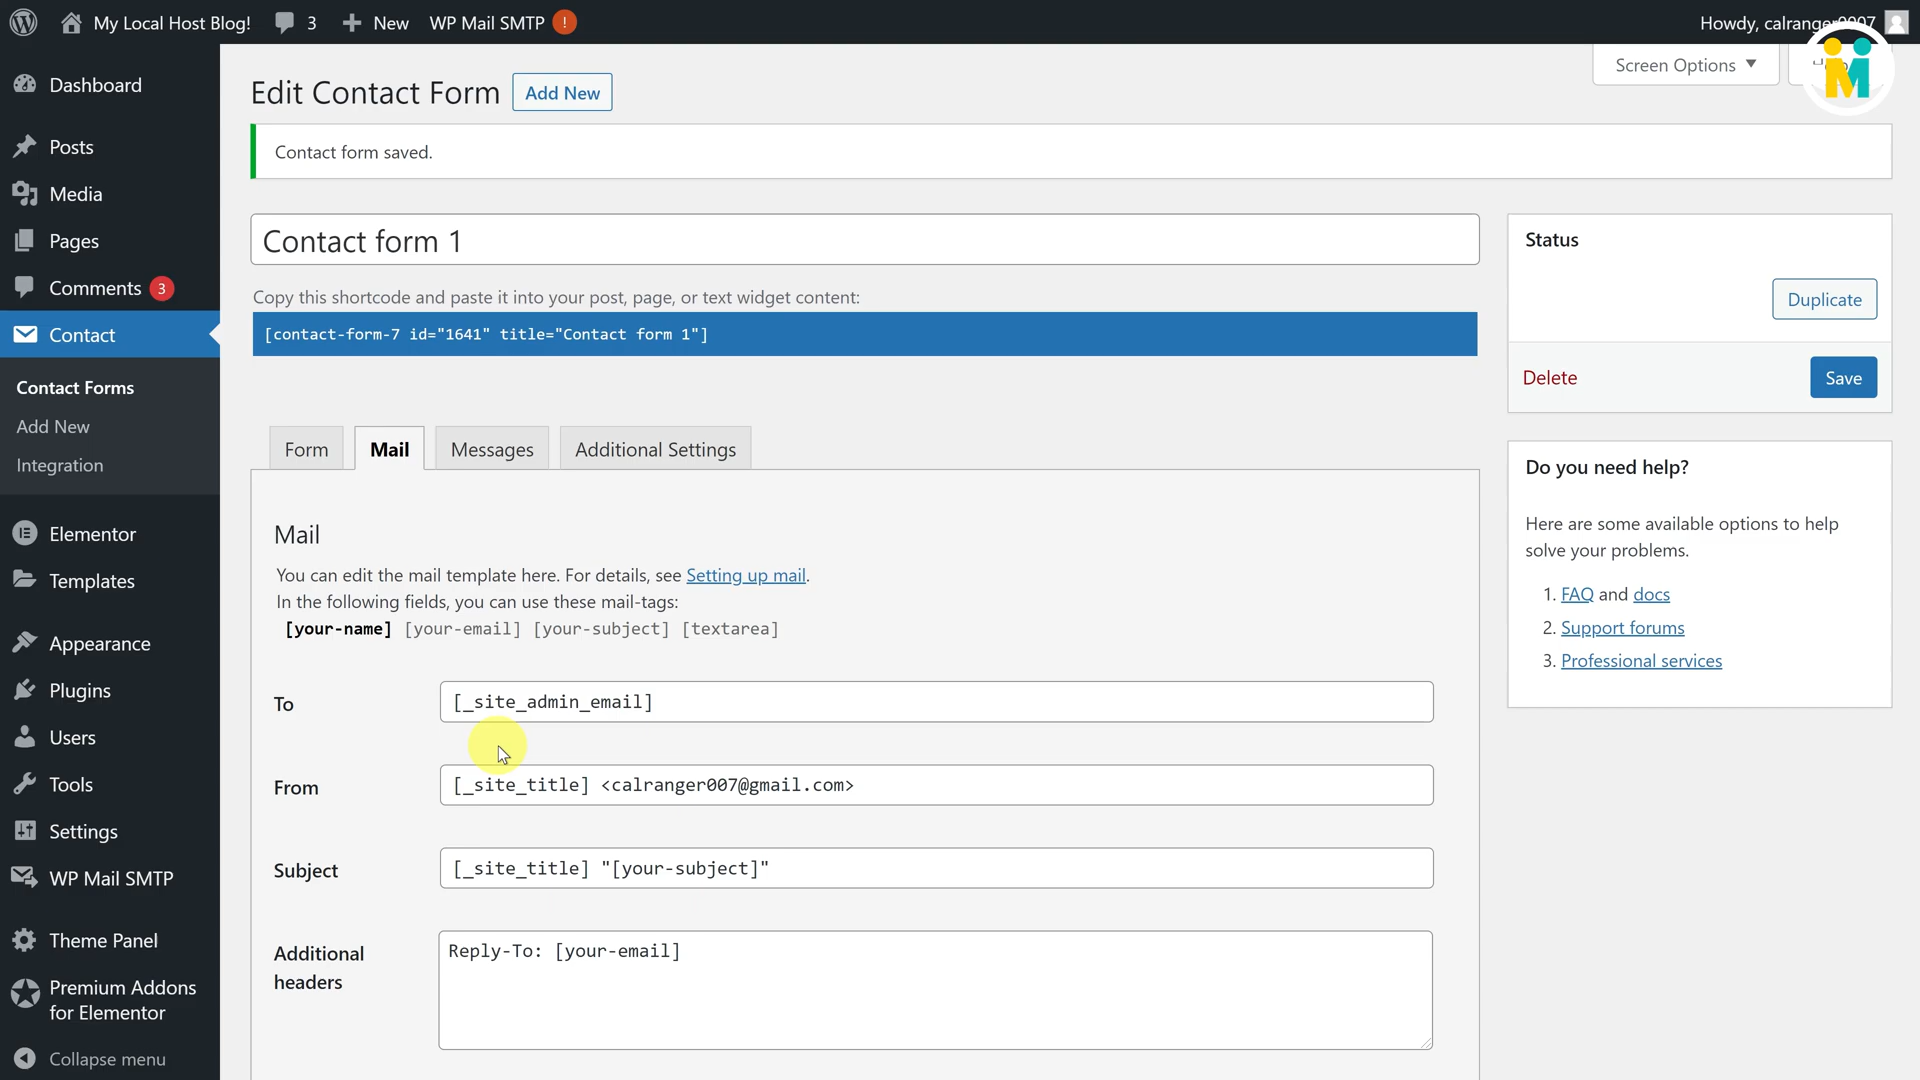 My Local Host Blog!
3
New
WP Mail SMTP !
Howdy, calranger0007
Dashboard
Posts
Media
Pages
Comments 3
Contact
Contact Forms
Add New
Integration
Elementor
Templates
Appearance
Plugins
Users
Tools
Settings
WP Mail SMTP
Theme Panel
Premium Addons
for Elementor
Collapse menu
Screen Options
Edit Contact Form
Add New
Contact form saved.
Contact form 1
Copy this shortcode and paste it into your post, page, or text widget content:
[contact-form-7 id="1641" title="Contact form 1"]
Form
Mail
Messages
Additional Settings
Mail
You can edit the mail template here. For details, see Setting up mail.
In the following fields, you can use these mail-tags:
[your-name] [your-email] [your-subject] [textarea]
To
[_site_admin_email]
From
[_site_title] <calranger007@gmail.com>
Subject
[_site_title] "[your-subject]"
Additional
headers
Reply-To: [your-email]
Status
Duplicate
Delete
Save
Do you need help?
Here are some available options to help
solve your problems.
1. FAQ and docs
2. Support forums
3. Professional services